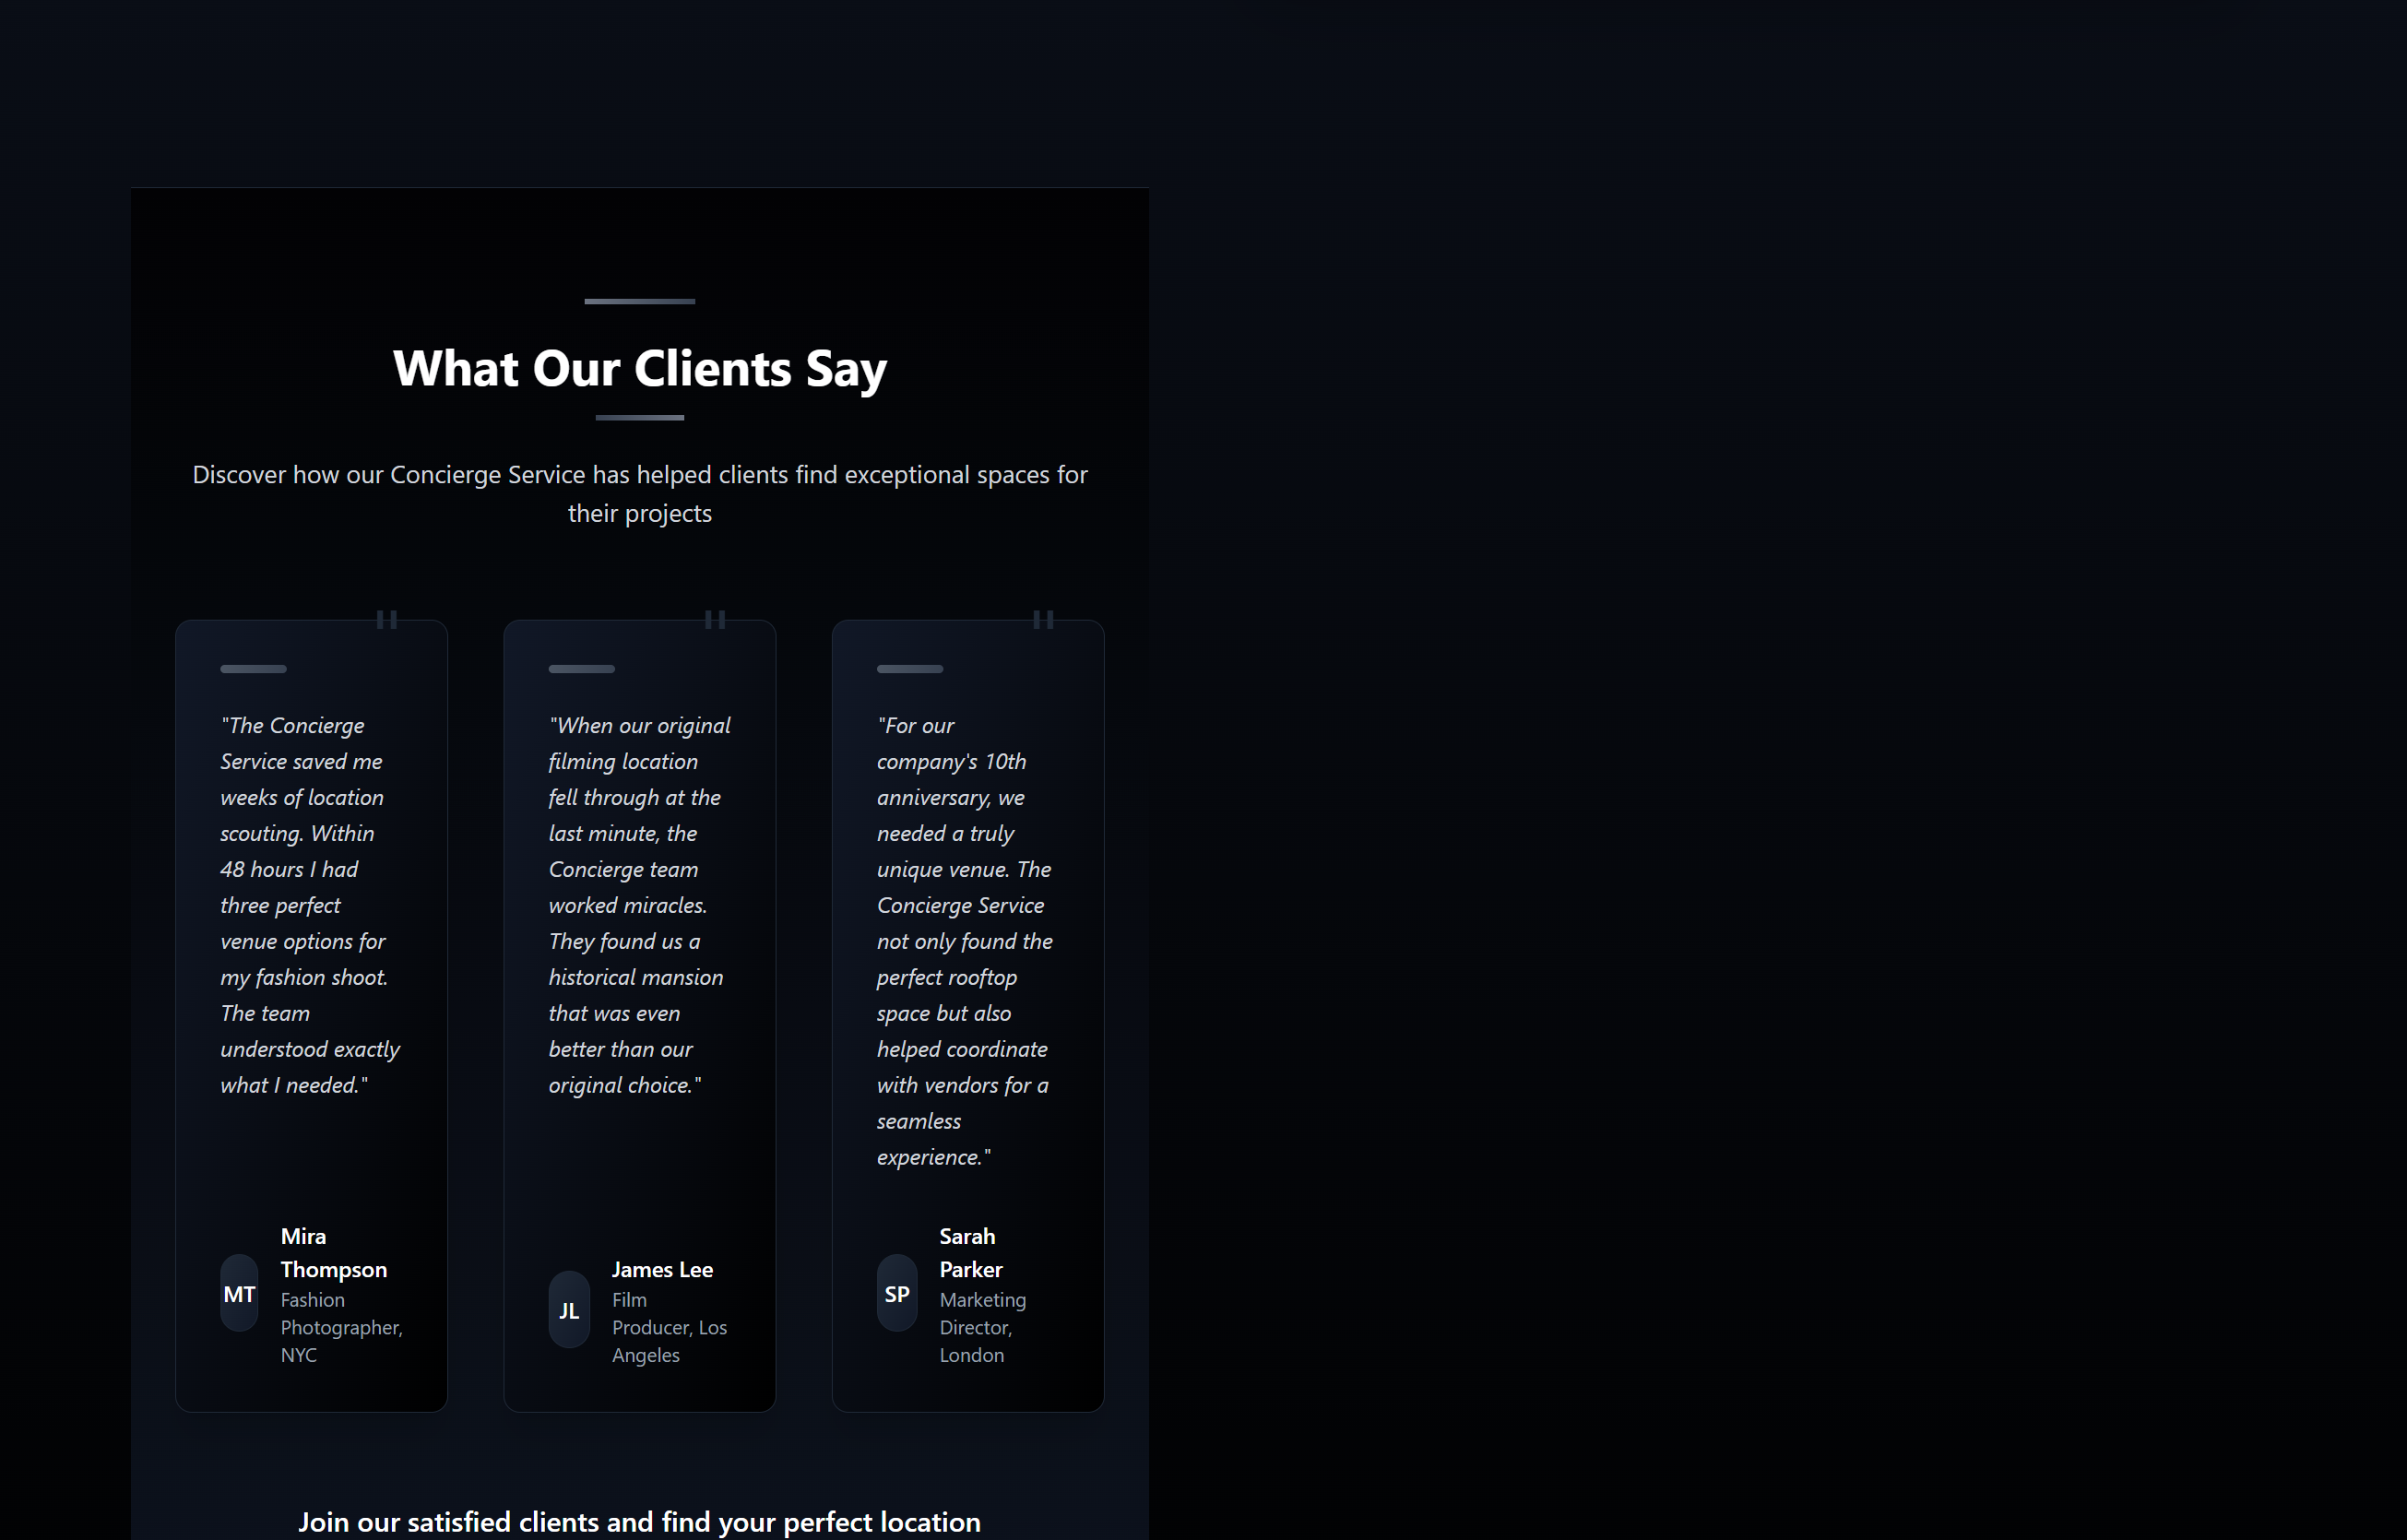 What Our Clients Say
Discover how our Concierge Service has helped clients find exceptional spaces for
their projects
"The Concierge
Service saved me
weeks of location
scouting. Within
48 hours I had
three perfect
venue options for
my fashion shoot.
The team
understood exactly
what I needed."
MT
Mira
Thompson
Fashion
Photographer,
NYC
"When our original
filming location
fell through at the
last minute, the
Concierge team
worked miracles.
They found us a
historical mansion
that was even
better than our
original choice."
JL
James Lee
Film
Producer, Los
Angeles
"For our
company's 10th
anniversary, we
needed a truly
unique venue. The
Concierge Service
not only found the
perfect rooftop
space but also
helped coordinate
with vendors for a
seamless
experience."
SP
Sarah
Parker
Marketing
Director,
London
Join our satisfied clients and find your perfect location